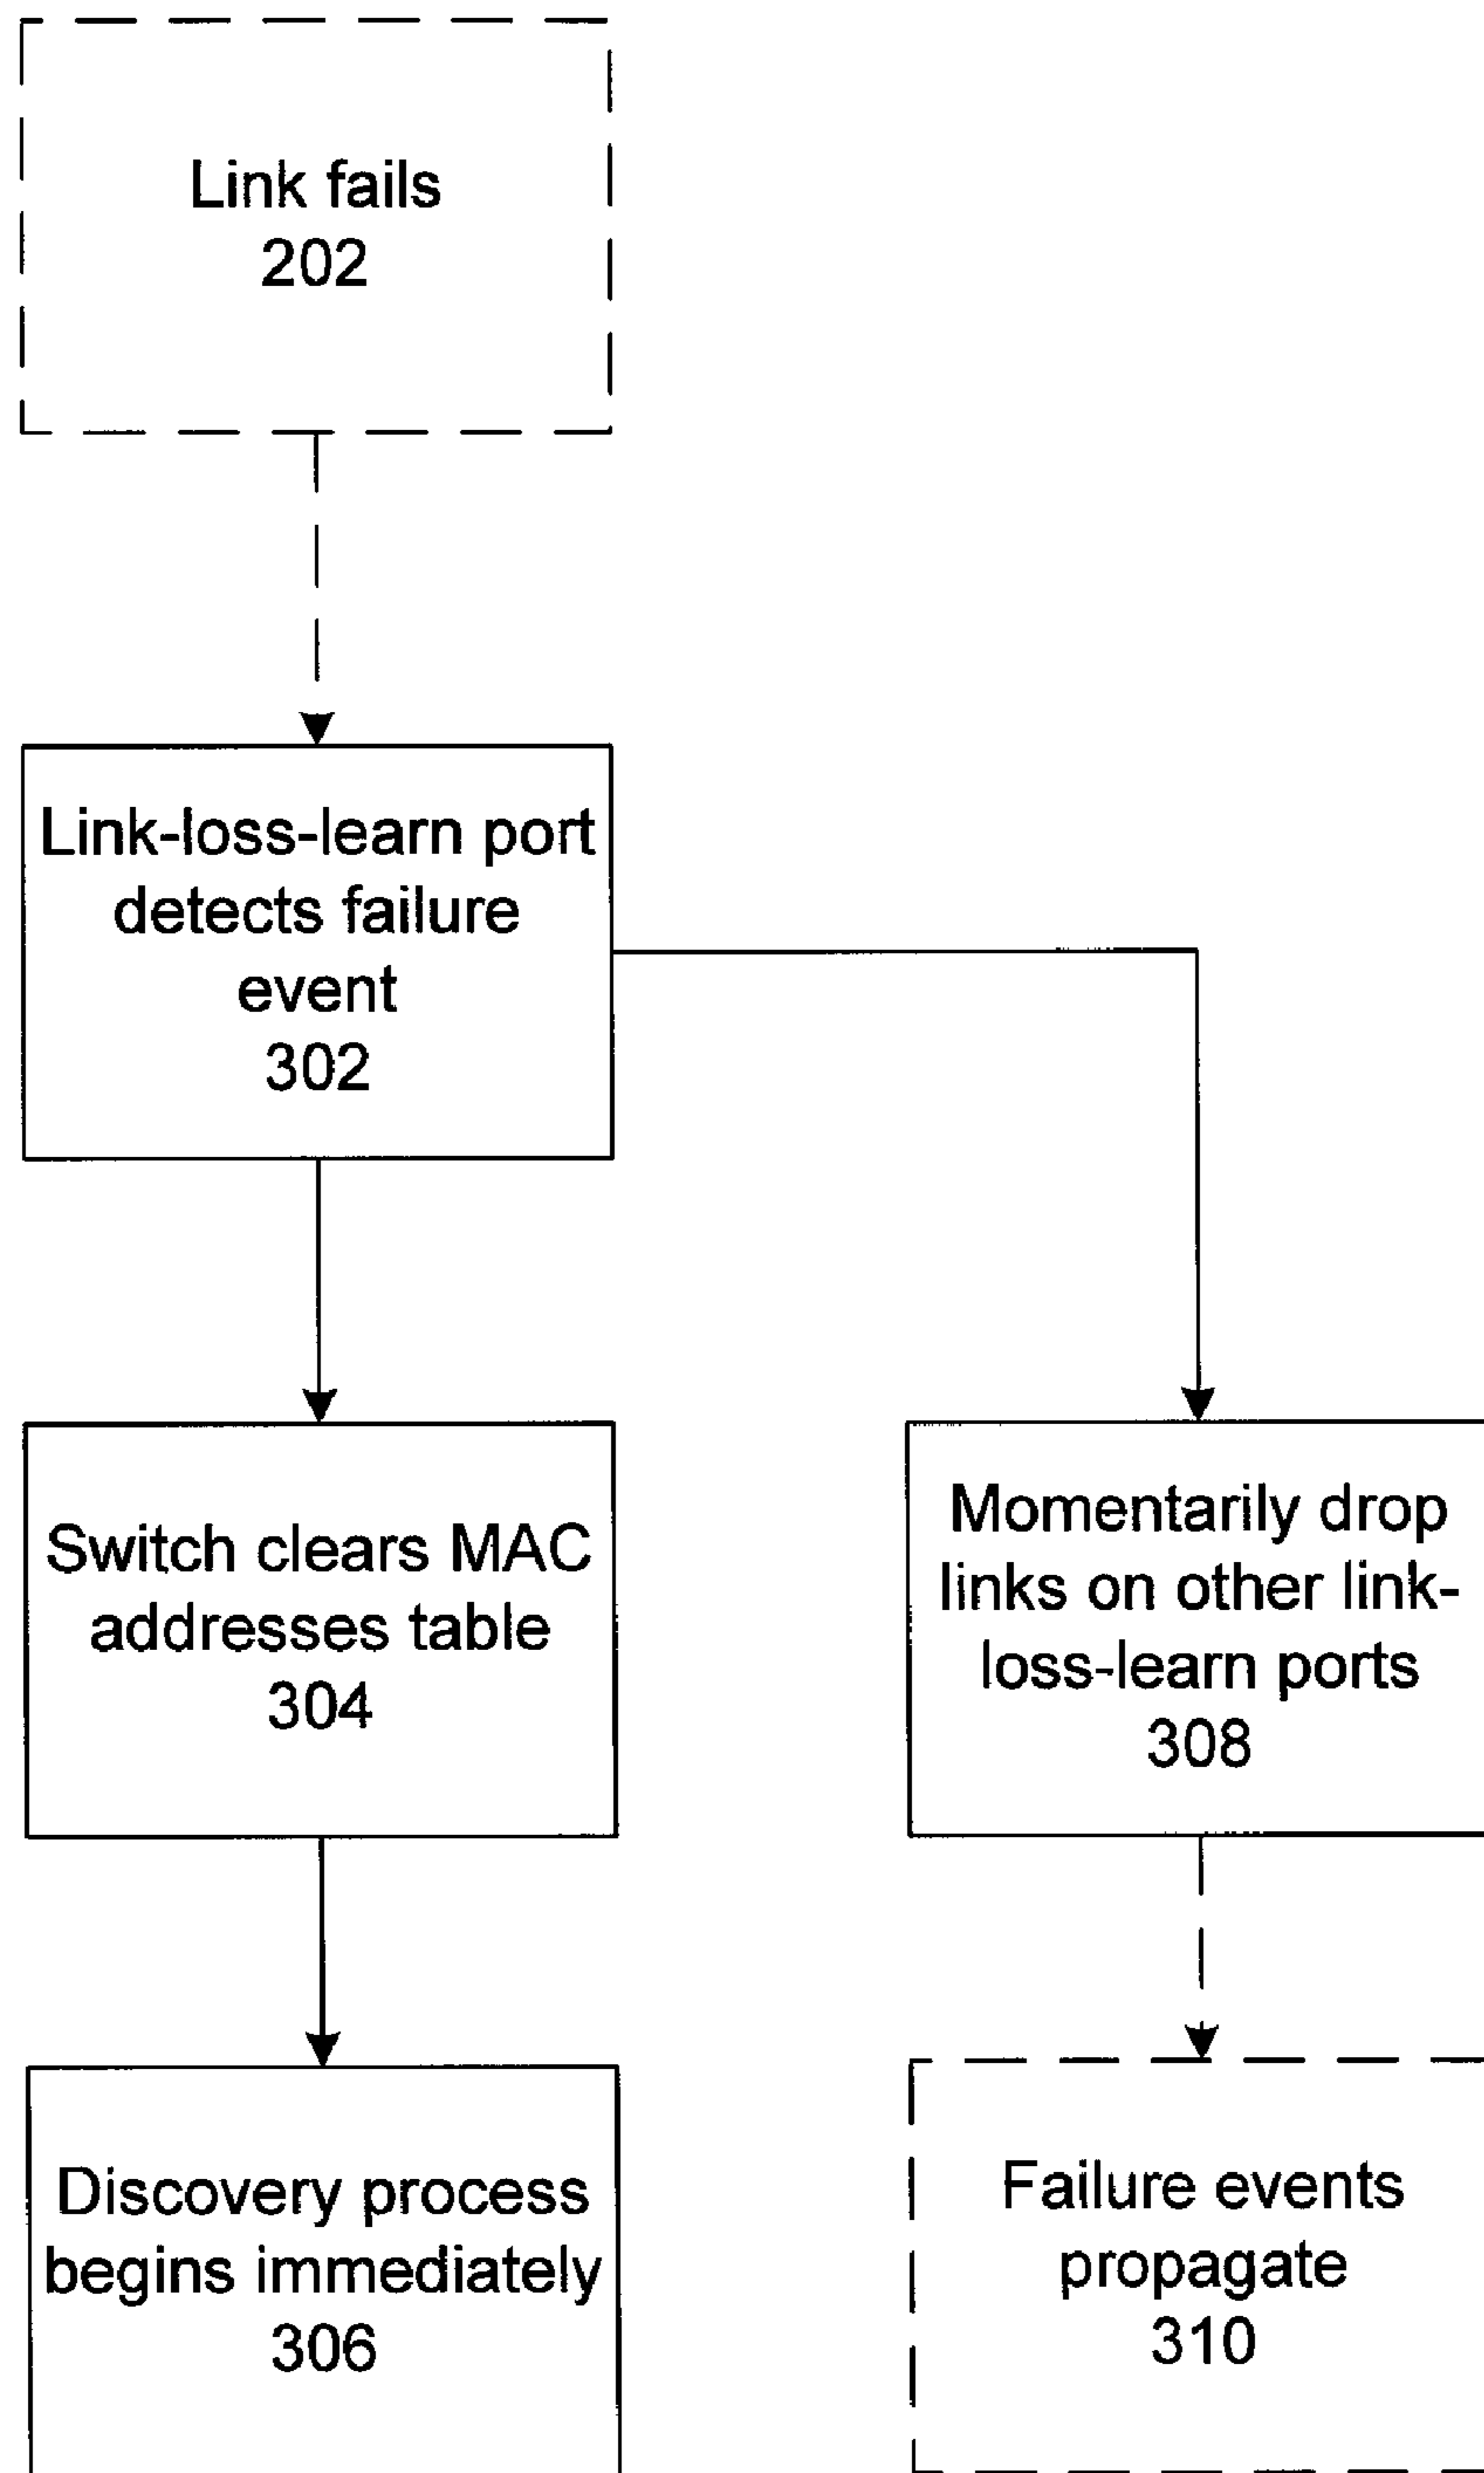 Link fails
202
Link-loss-learn port
detects failure
event
302
Switch clears MAC
addresses table
304
Momentarily drop
links on other link-
loss-learn ports
308
Discovery process
begins immediately
306
Failure events
propagate
310